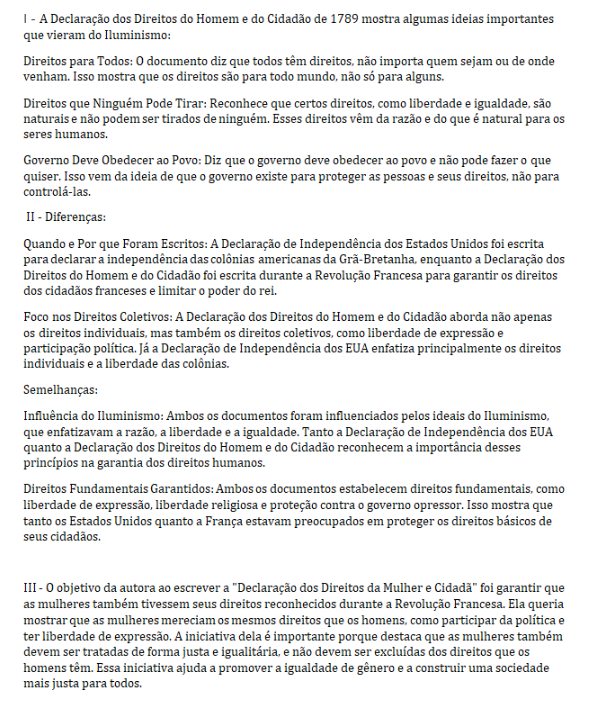 I - A Declaração dos Direitos do Homem e do Cidadão de 1789 mostra algumas ideias importantes
que vieram do Iluminismo:
Direitos para Todos: O documento diz que todos têm direitos, não importa quem sejam ou de onde
venham. Isso mostra que os direitos são para todo mundo, não só para alguns.
Direitos que Ninguém Pode Tirar: Reconhece que certos direitos, como liberdade e igualdade, são
naturais e não podem ser tirados de ninguém. Esses direitos vêm da razão e do que é natural para os
seres humanos.
Governo Deve Obedecer ao Povo: Diz que o governo deve obedecer ao povo e não pode fazer o que
quiser. Isso vem da ideia de que o governo existe para proteger as pessoas e seus direitos, não para
controlá-las.
II - Diferenças:
Quando e Por que Foram Escritos: A Declaração de Independência dos Estados Unidos foi escrita
para declarar a independência das colônias americanas da Grã-Bretanha, enquanto a Declaração dos
Direitos do Homem e do Cidadão foi escrita durante a Revolução Francesa para garantir os direitos
dos cidadãos franceses e limitar o poder do rei.
Foco nos Direitos Coletivos: A Declaração dos Direitos do Homem e do Cidadão aborda não apenas
os direitos individuais, mas também os direitos coletivos, como liberdade de expressão e
participação política. Já a Declaração de Independência dos EUA enfatiza principalmente os direitos
individuais e a liberdade das colônias.
Semelhanças:
Influência do Iluminismo: Ambos os documentos foram influenciados pelos ideais do Iluminismo,
que enfatizavam a razão, a liberdade e a igualdade. Tanto a Declaração de Independência dos EUA
quanto a Declaração dos Direitos do Homem e do Cidadão reconhecem a importância desses
princípios na garantia dos direitos humanos.
Direitos Fundamentais Garantidos: Ambos os documentos estabelecem direitos fundamentais, como
liberdade de expressão, liberdade religiosa e proteção contra o governo opressor. Isso mostra que
tanto os Estados Unidos quanto a França estavam preocupados em proteger os direitos básicos de
seus cidadãos.
III - O objetivo da autora ao escrever a "Declaração dos Direitos da Mulher e Cidadã" foi garantir que
as mulheres também tivessem seus direitos reconhecidos durante a Revolução Francesa. Ela queria
mostrar que as mulheres mereciam os mesmos direitos que os homens, como participar da política e
ter liberdade de expressão. A iniciativa dela é importante porque destaca que as mulheres também
devem ser tratadas de forma justa e igualitária, e não devem ser excluídas dos direitos que os
homens têm. Essa iniciativa ajuda a promover a igualdade de gênero e a construir uma sociedade
mais justa para todos.